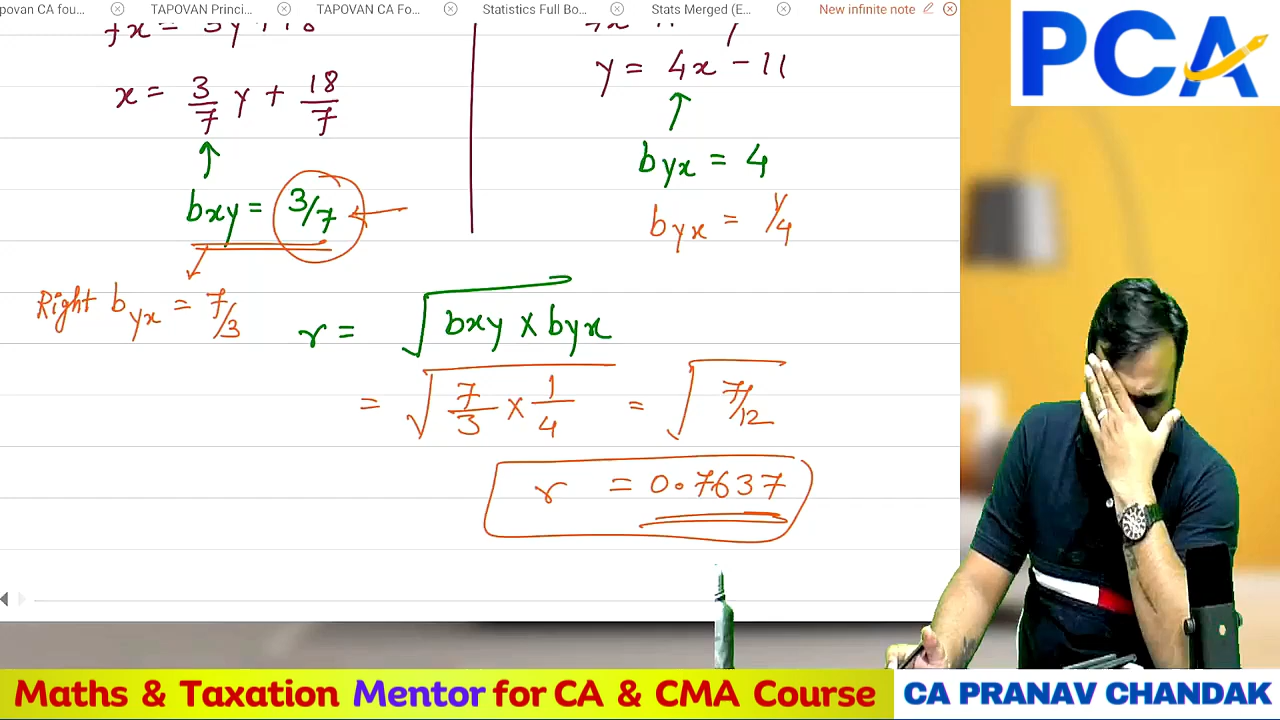 TAPOVAN CA fou...
TAPOVAN Princi...
TAPOVAN CA Fo...
Statistics Full Bo...
Stats Merged (E...
New infinite note
x = 3/7 y + 18/7
bxy = 3/7
Right byx = 7/3
y = 4x - 11
byx = 4
byx = 1/4
r = √bxy × byx
= √7/3 × 1/4 = √7/12
r = 0.7637
PCA
Maths & Taxation Mentor for CA & CMA Course
CA PRANAV CHANDAK